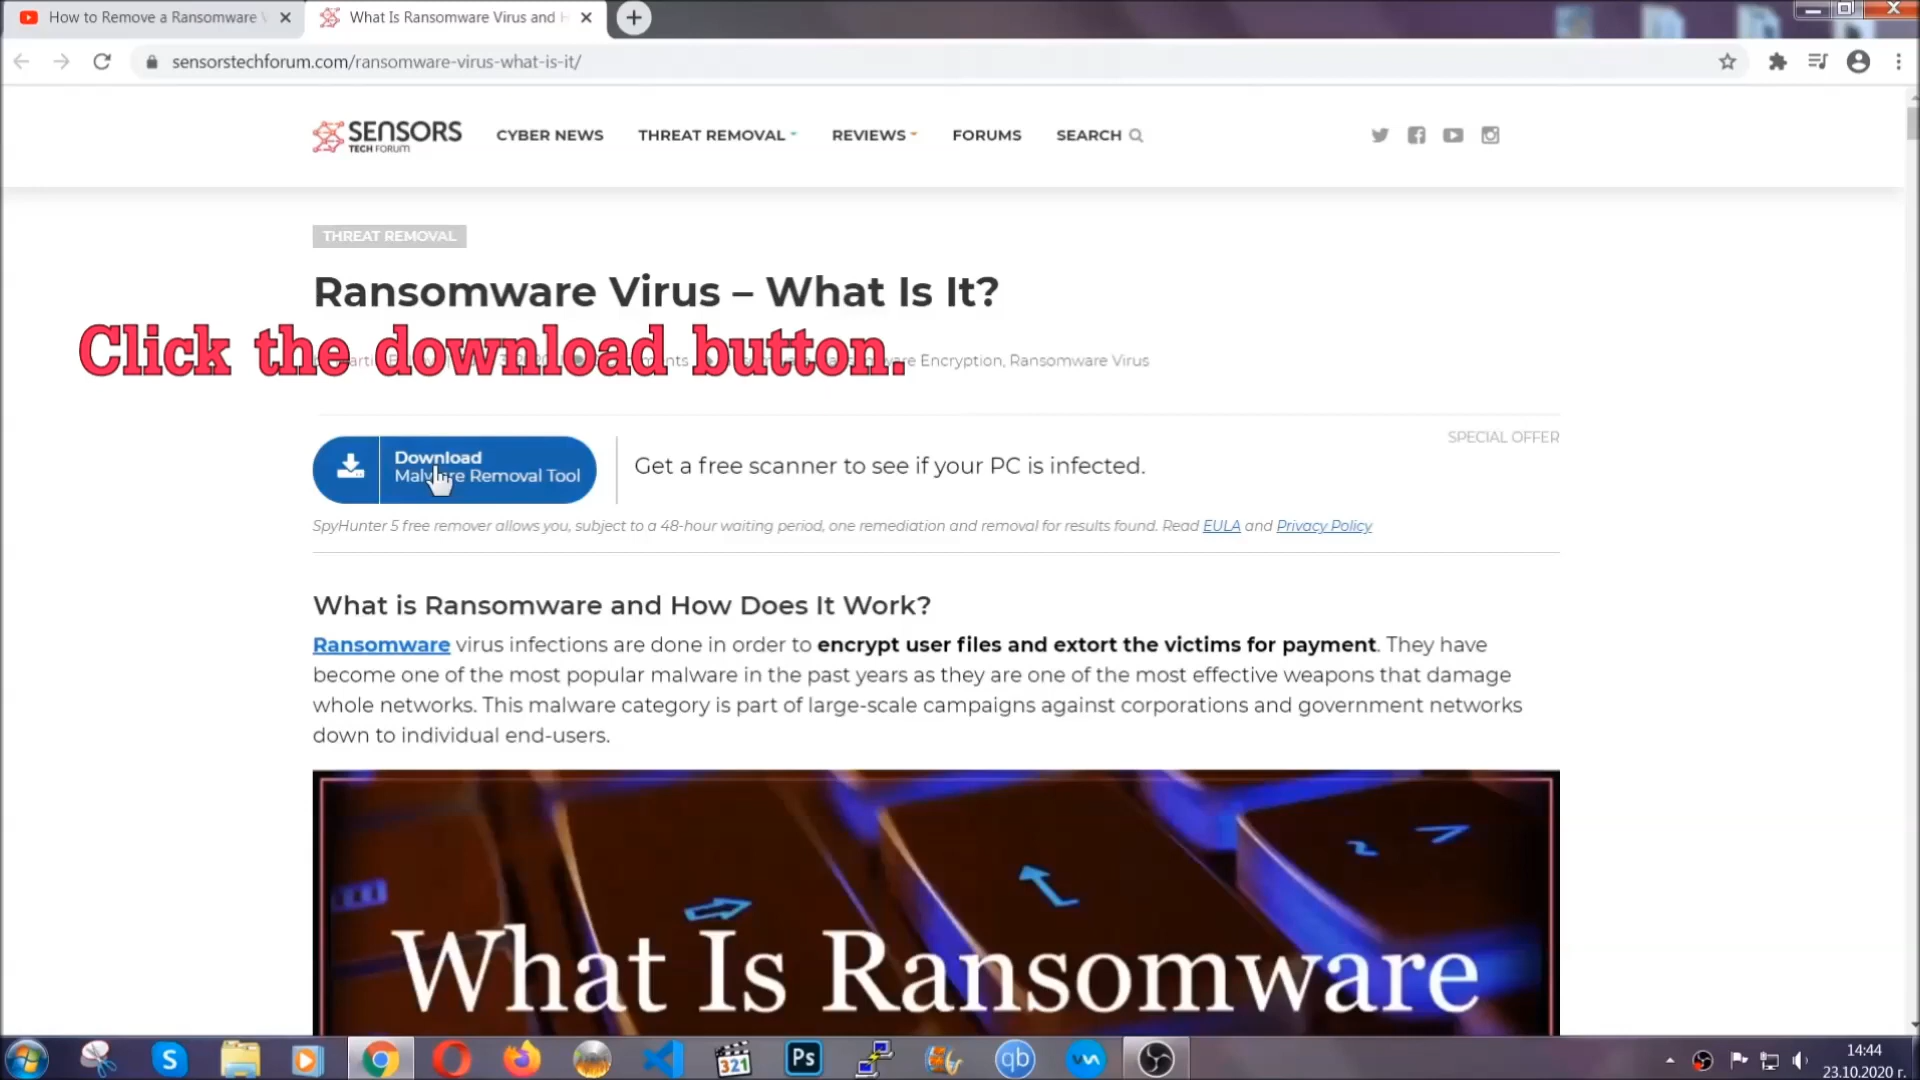 How to Remove a Ransomware
What Is Ransomware Virus and H
sensorstechforum.com/ransomware-virus-what-is-it/
SENSORS
TECH FORUM
CYBER NEWS
THREAT REMOVAL
REVIEWS
FORUMS
SEARCH
THREAT REMOVAL
Ransomware Virus – What Is It?
Click the download button.
Encryption, Ransomware Virus
SPECIAL OFFER
Download
Malware Removal Tool
Get a free scanner to see if your PC is infected.
SpyHunter 5 free remover allows you, subject to a 48-hour waiting period, one remediation and removal for results found. Read EULA and Privacy Policy
What is Ransomware and How Does It Work?
Ransomware virus infections are done in order to encrypt user files and extort the victims for payment. They have
become one of the most popular malware in the past years as they are one of the most effective weapons that damage
whole networks. This malware category is part of large-scale campaigns against corporations and government networks
down to individual end-users.
What Is Ransomware
S
321
Ps
qb
14:44
23.10.2020 г.